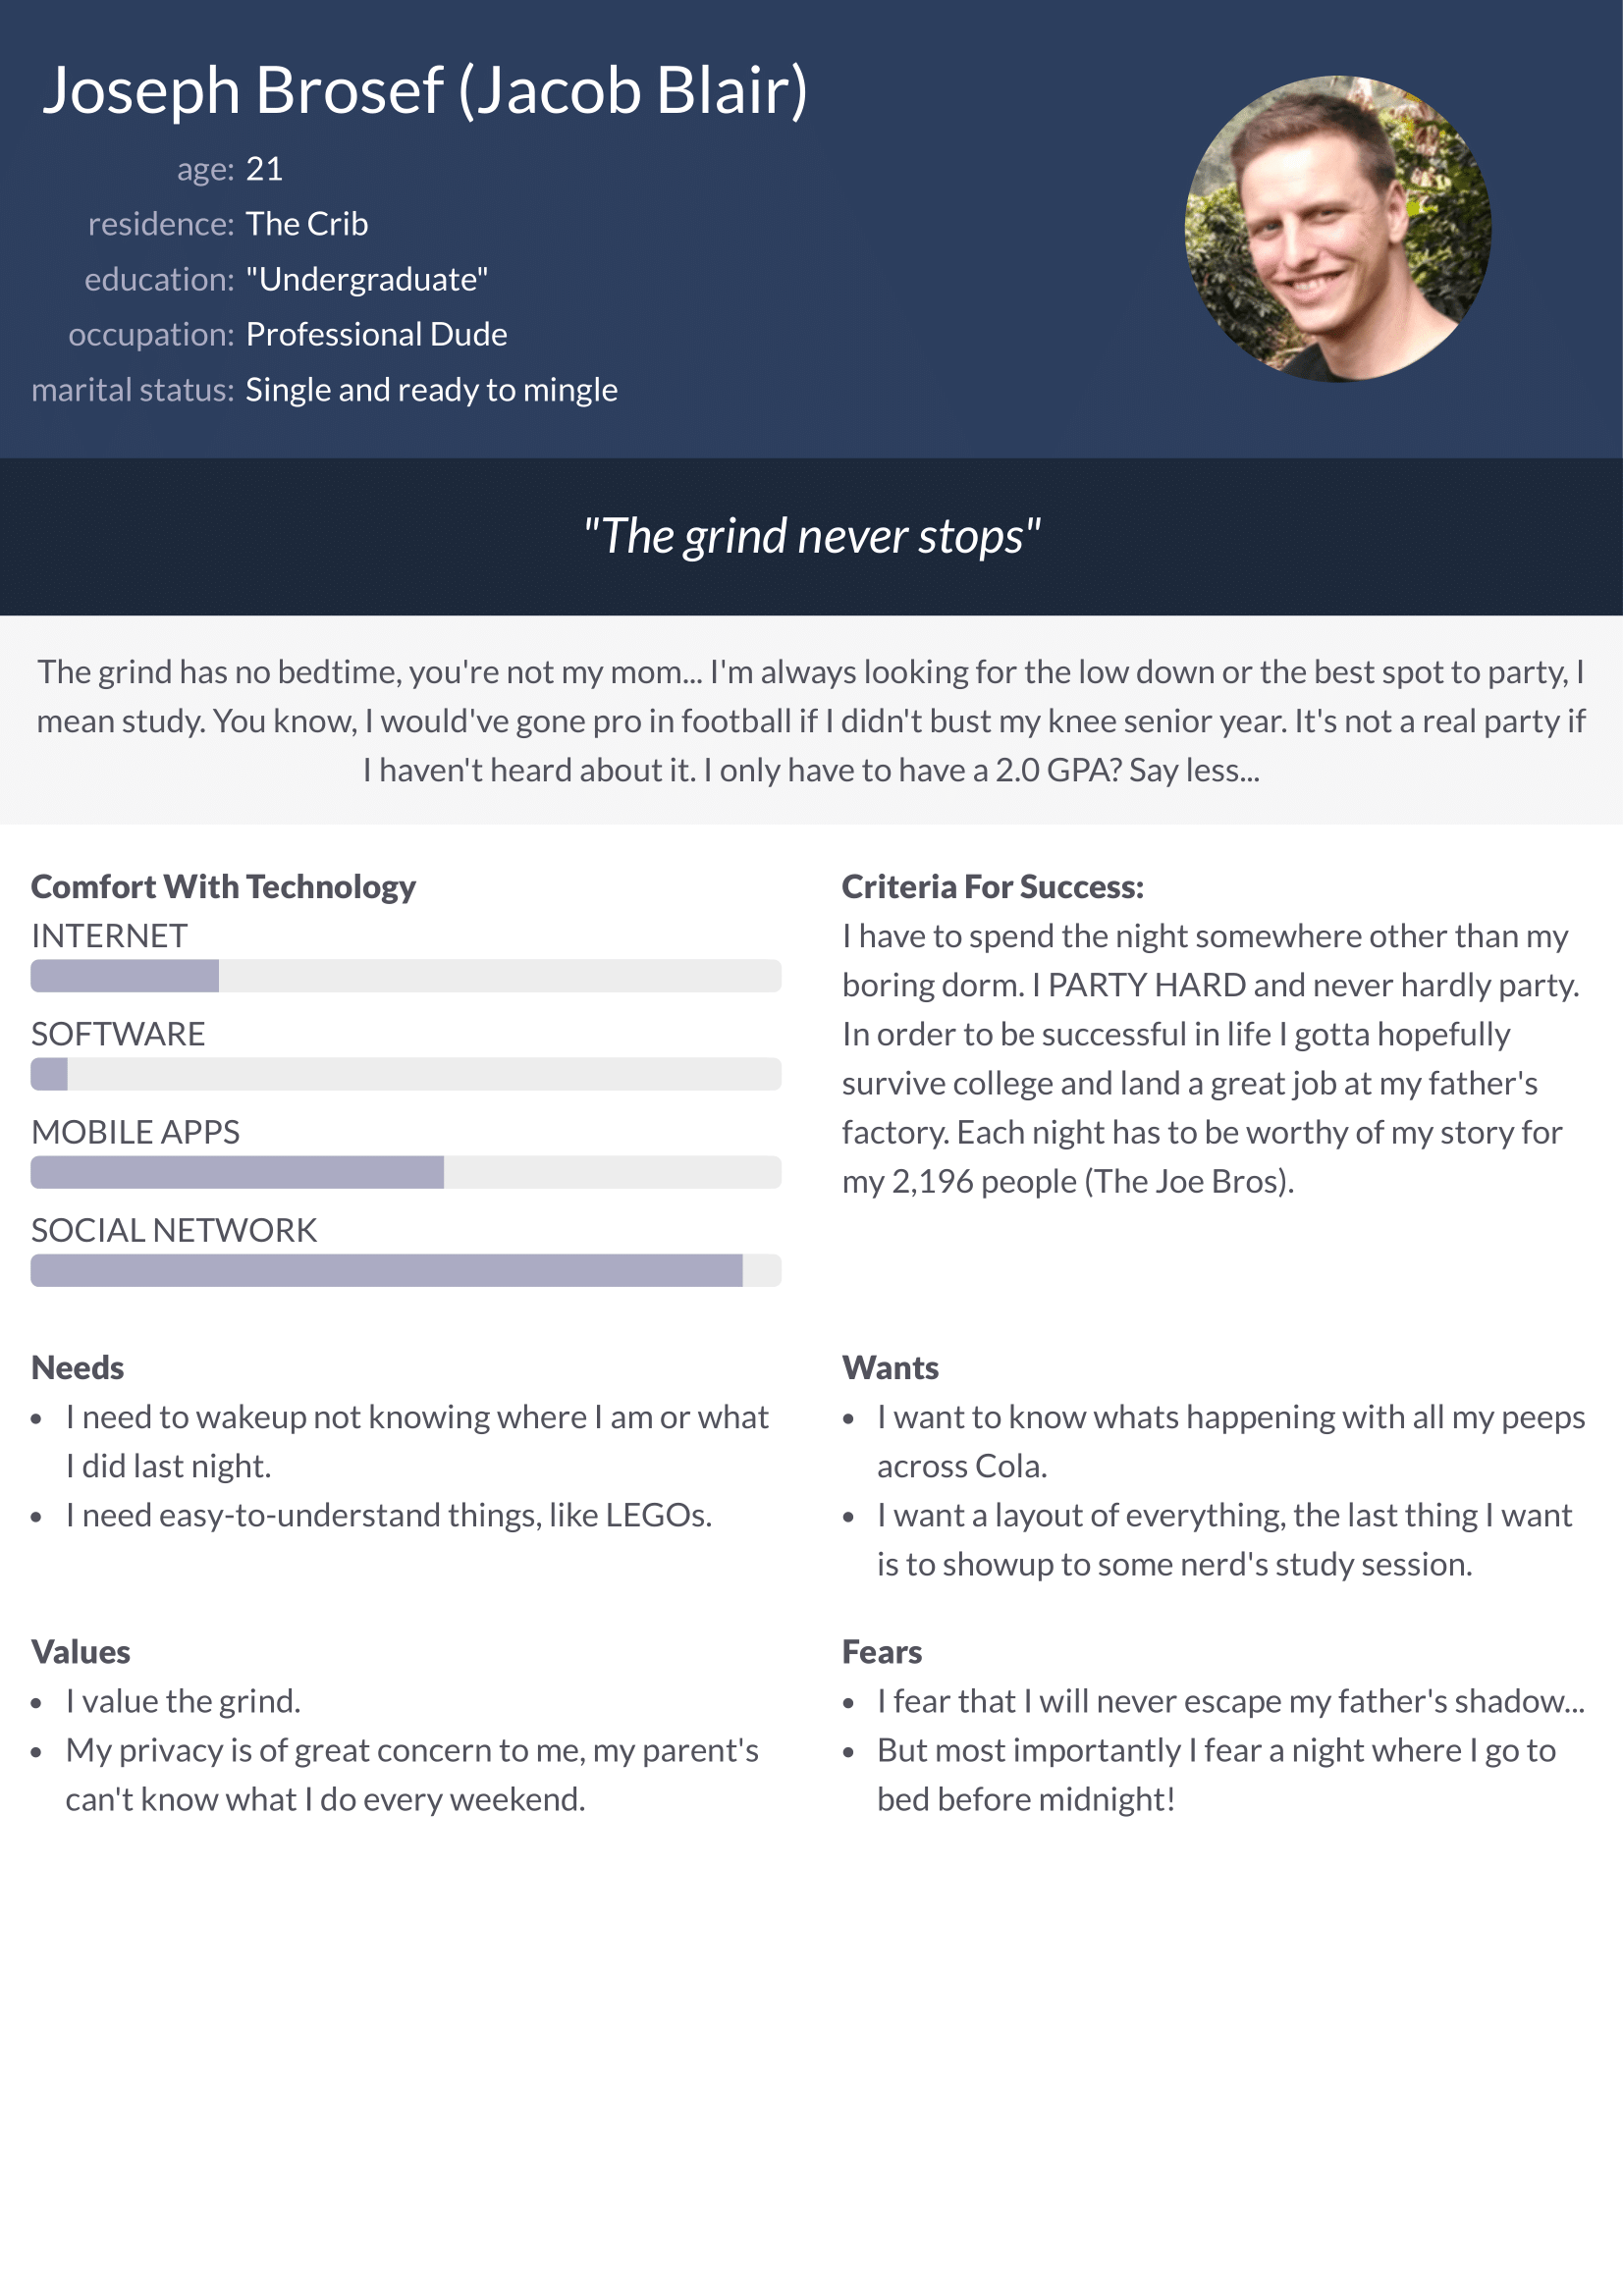 Joseph Brosef (Jacob Blair)
age: 21
residence: The Crib
education: "Undergraduate"
occupation: Professional Dude
marital status: Single and ready to mingle
"The grind never stops"
The grind has no bedtime, you're not my mom... I'm always looking for the low down or the best spot to party, I
mean study. You know, I would've gone pro in football if I didn't bust my knee senior year. It's not a real party if
I haven't heard about it. I only have to have a 2.0 GPA? Say less...
Comfort With Technology
INTERNET
SOFTWARE
MOBILE APPS
SOCIAL NETWORK
Criteria For Success:
I have to spend the night somewhere other than my
boring dorm. I PARTY HARD and never hardly party.
In order to be successful in life I gotta hopefully
survive college and land a great job at my father's
factory. Each night has to be worthy of my story for
my 2,196 people (The Joe Bros).
Needs
• I need to wakeup not knowing where I am or what
I did last night.
• I need easy-to-understand things, like LEGOs.
Wants
• I want to know whats happening with all my peeps
across Cola.
• I want a layout of everything, the last thing I want
is to showup to some nerd's study session.
Values
• I value the grind.
• My privacy is of great concern to me, my parent's
can't know what I do every weekend.
Fears
• I fear that I will never escape my father's shadow...
• But most importantly I fear a night where I go to
bed before midnight!